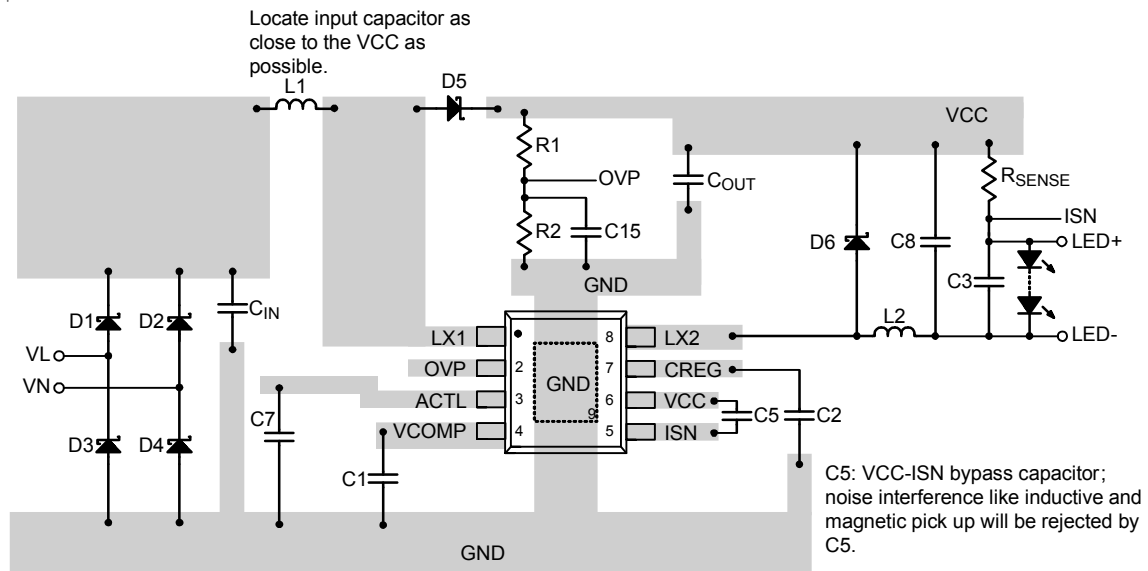 Locate input capacitor as
close to the VCC as
possible.
L1
D5
VCC
R1
OVP
COUT
RSENSE
ISN
R2
C15
D6
C8
LED+
C3
GND
D1
D2
CIN
L2
LED-
VL
VN
LX1
8
LX2
OVP
2
7
CREG
GND
ACTL
3
6
VCC
C5
C2
C7
9
D3
D4
VCOMP
4
5
ISN
C1
C5: VCC-ISN bypass capacitor;
noise interference like inductive and
magnetic pick up will be rejected by
C5.
GND